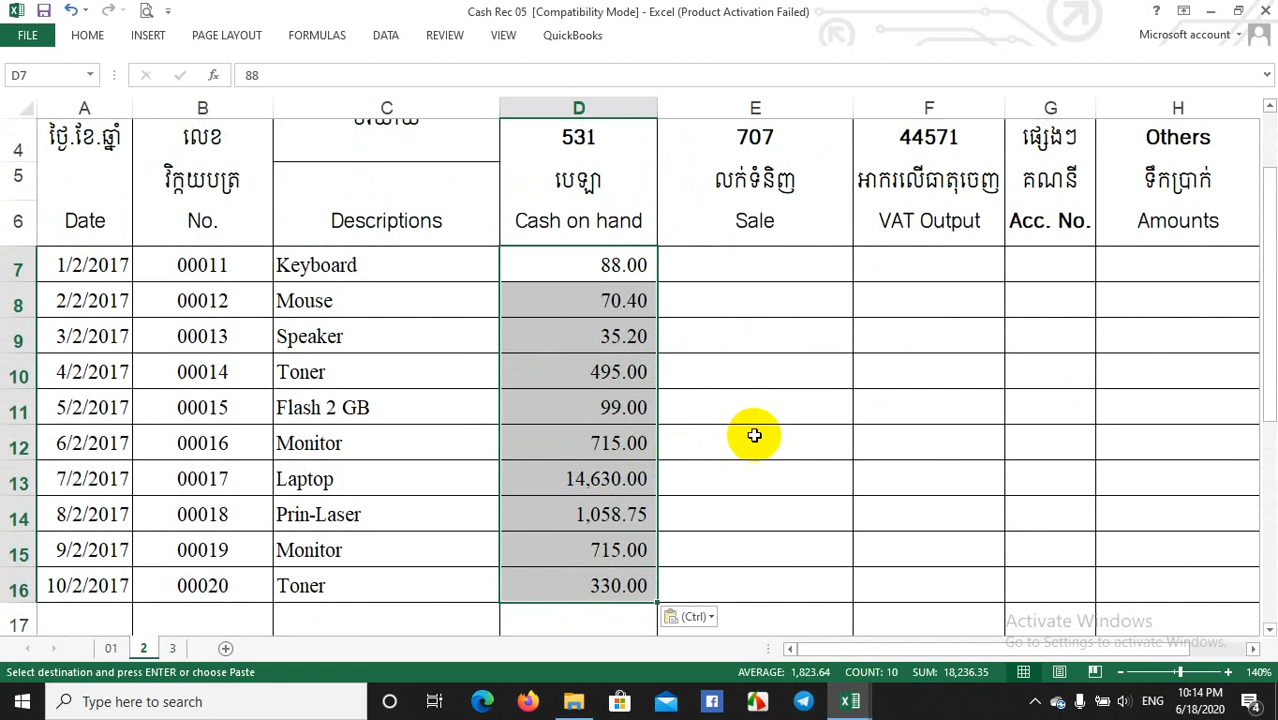 Cash Rec 05 [Compatibility Mode] - Excel (Product Activation Failed)
FILE HOME INSERT PAGE LAYOUT FORMULAS DATA REVIEW VIEW QuickBooks Microsoft account
D7 fx 88
A B C D E F G H
4 ថ្ងៃ.ខែ.ឆ្នាំ លេខ 531 707 44571 ផ្សេងៗ Others
5 វិក្កយបត្រ បេឡា លក់ទំនិញ អាករលើធាតុចេញ គណនី ទឹកប្រាក់
6 Date No. Descriptions Cash on hand Sale VAT Output Acc. No. Amounts
7 1/2/2017 00011 Keyboard 88.00
8 2/2/2017 00012 Mouse 70.40
9 3/2/2017 00013 Speaker 35.20
10 4/2/2017 00014 Toner 495.00
11 5/2/2017 00015 Flash 2 GB 99.00
12 6/2/2017 00016 Monitor 715.00
13 7/2/2017 00017 Laptop 14,630.00
14 8/2/2017 00018 Prin-Laser 1,058.75
15 9/2/2017 00019 Monitor 715.00
16 10/2/2017 00020 Toner 330.00
17
(Ctrl)
Activate Windows
Go to Settings to activate Windows.
01 2 3
Select destination and press ENTER or choose Paste AVERAGE: 1,823.64 COUNT: 10 SUM: 18,236.35 140%
Type here to search ENG 10:14 PM
6/18/2020 4